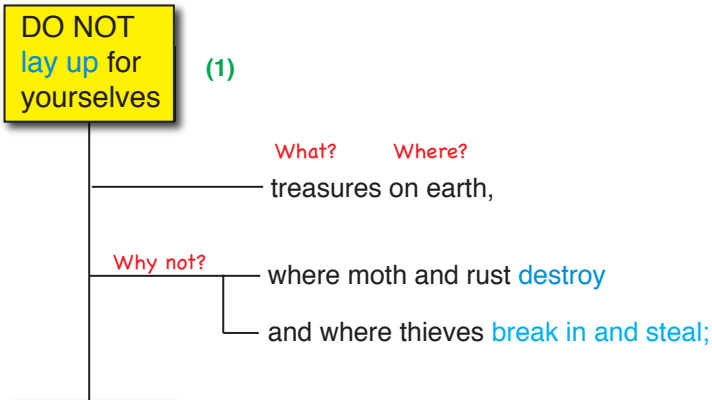 DO NOT
lay up for
yourselves
(1)
What? Where?
treasures on earth,
Why not?
where moth and rust destroy
and where thieves break in and steal;